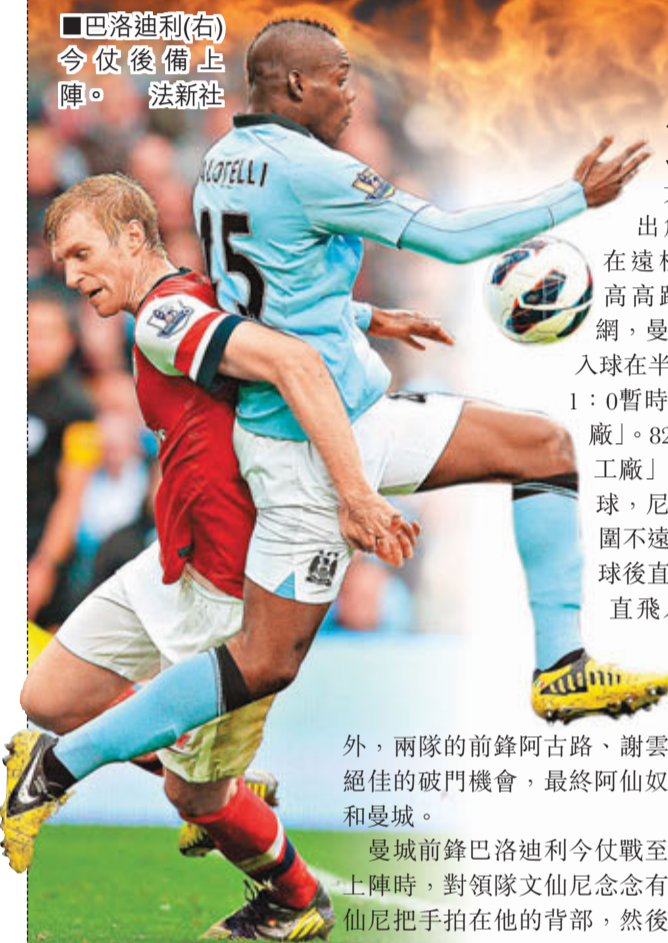 ■巴洛迪利(右)
今仗後備上
陣。 法新社
ALOTELLI
45
出
在遠
高高
網，曼
入球在半
1：0暫時
廠」。82
工廠」
球，尼
圍不遠
球後直
直飛
外，兩隊的前鋒阿古路、謝雲
絕佳的破門機會，最終阿仙奴
和曼城。
曼城前鋒巴洛迪利今仗戰至
上陣時，對領隊文仙尼念念有
仙尼把手拍在他的背部，然後